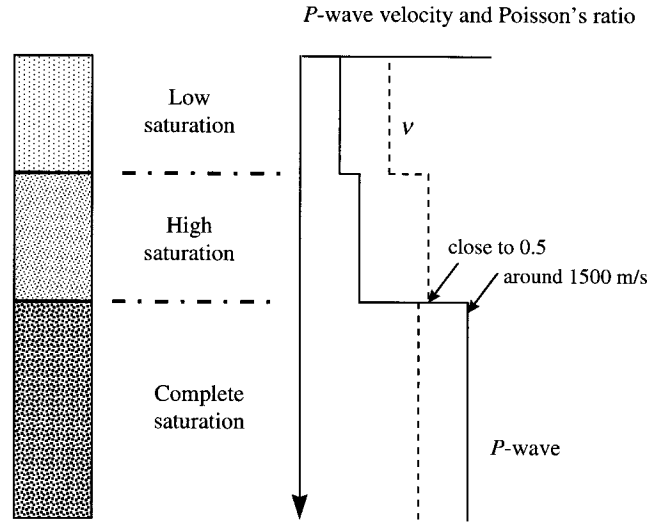 P-wave velocity and Poisson's ratio
Low
saturation
ν
High
saturation
close to 0.5
around 1500 m/s
Complete
saturation
P-wave